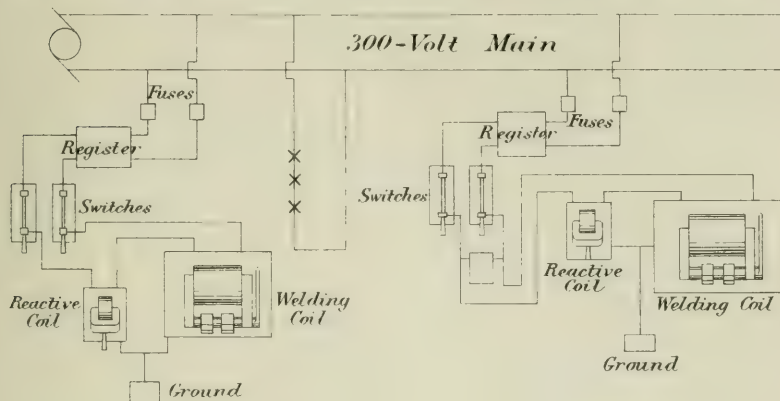 300-Volt Main
Fuses
Register
Switches
Reactive
Coil
Welding
Coil
Ground
Fuses
Register
Switches
Reactive
Coil
Welding Coil
Ground